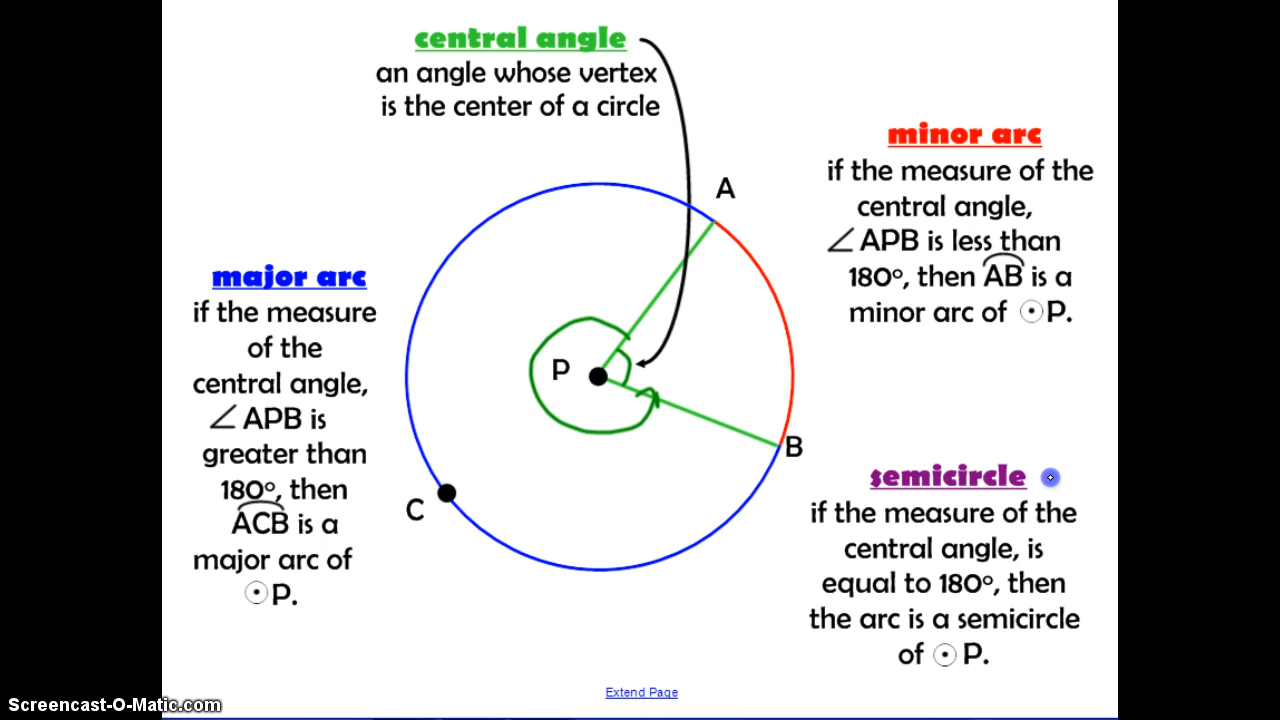 central angle
an angle whose vertex
is the center of a circle
minor arc
if the measure of the
central angle,
∠APB is less than
180°, then AB is a
minor arc of ⊙P.
major arc
if the measure
of the
central angle,
∠APB is
greater than
180°, then
ACB is a
major arc of
⊙P.
A
P
B
C
semicircle
if the measure of the
central angle, is
equal to 180°, then
the arc is a semicircle
of ⊙P.
Extend Page
Screencast-O-Matic.com